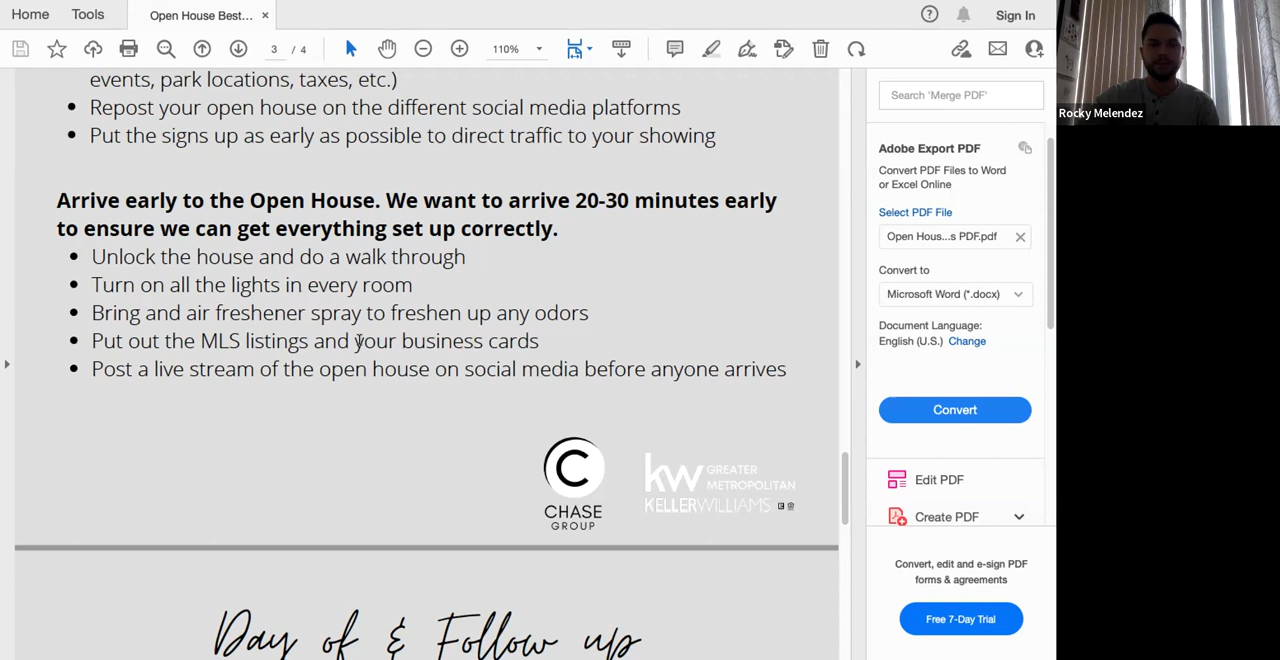 Home
Tools
Open House Best... ×
Sign In
3 / 4
110%
events, park locations, taxes, etc.)
• Repost your open house on the different social media platforms
• Put the signs up as early as possible to direct traffic to your showing
Arrive early to the Open House. We want to arrive 20-30 minutes early
to ensure we can get everything set up correctly.
• Unlock the house and do a walk through
• Turn on all the lights in every room
• Bring and air freshener spray to freshen up any odors
• Put out the MLS listings and your business cards
• Post a live stream of the open house on social media before anyone arrives
C
CHASE
GROUP
kw GREATER
METROPOLITAN
KELLERWILLIAMS
Day of & Follow up
Search 'Merge PDF'
Adobe Export PDF
Convert PDF Files to Word
or Excel Online
Select PDF File
Open Hous...s PDF.pdf
Convert to
Microsoft Word (*.docx)
Document Language:
English (U.S.) Change
Convert
Edit PDF
Create PDF
Convert, edit and e-sign PDF
forms & agreements
Free 7-Day Trial
Rocky Melendez